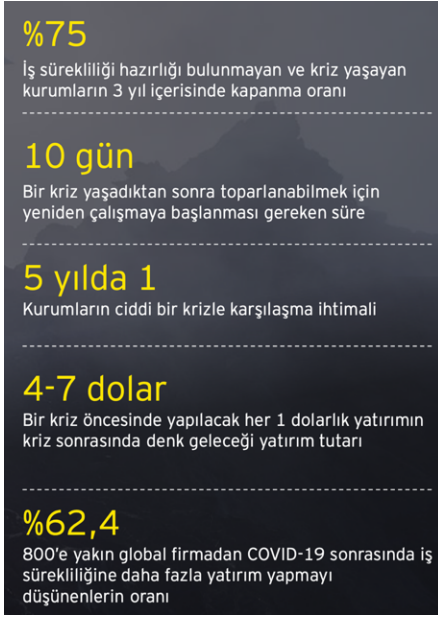 %75
İş sürekliliği hazırlığı bulunmayan ve kriz yaşayan
kurumların 3 yıl içerisinde kapanma oranı
10 gün
Bir kriz yaşadıktan sonra toparlanabilmek için
yeniden çalışmaya başlanması gereken süre
5 yılda 1
Kurumların ciddi bir krizle karşılaşma ihtimali
4-7 dolar
Bir kriz öncesinde yapılacak her 1 dolarlık yatırımın
kriz sonrasında denk geleceği yatırım tutarı
%62,4
800'e yakın global firmadan COVID-19 sonrasında iş
sürekliliğine daha fazla yatırım yapmayı
düşünenlerin oranı